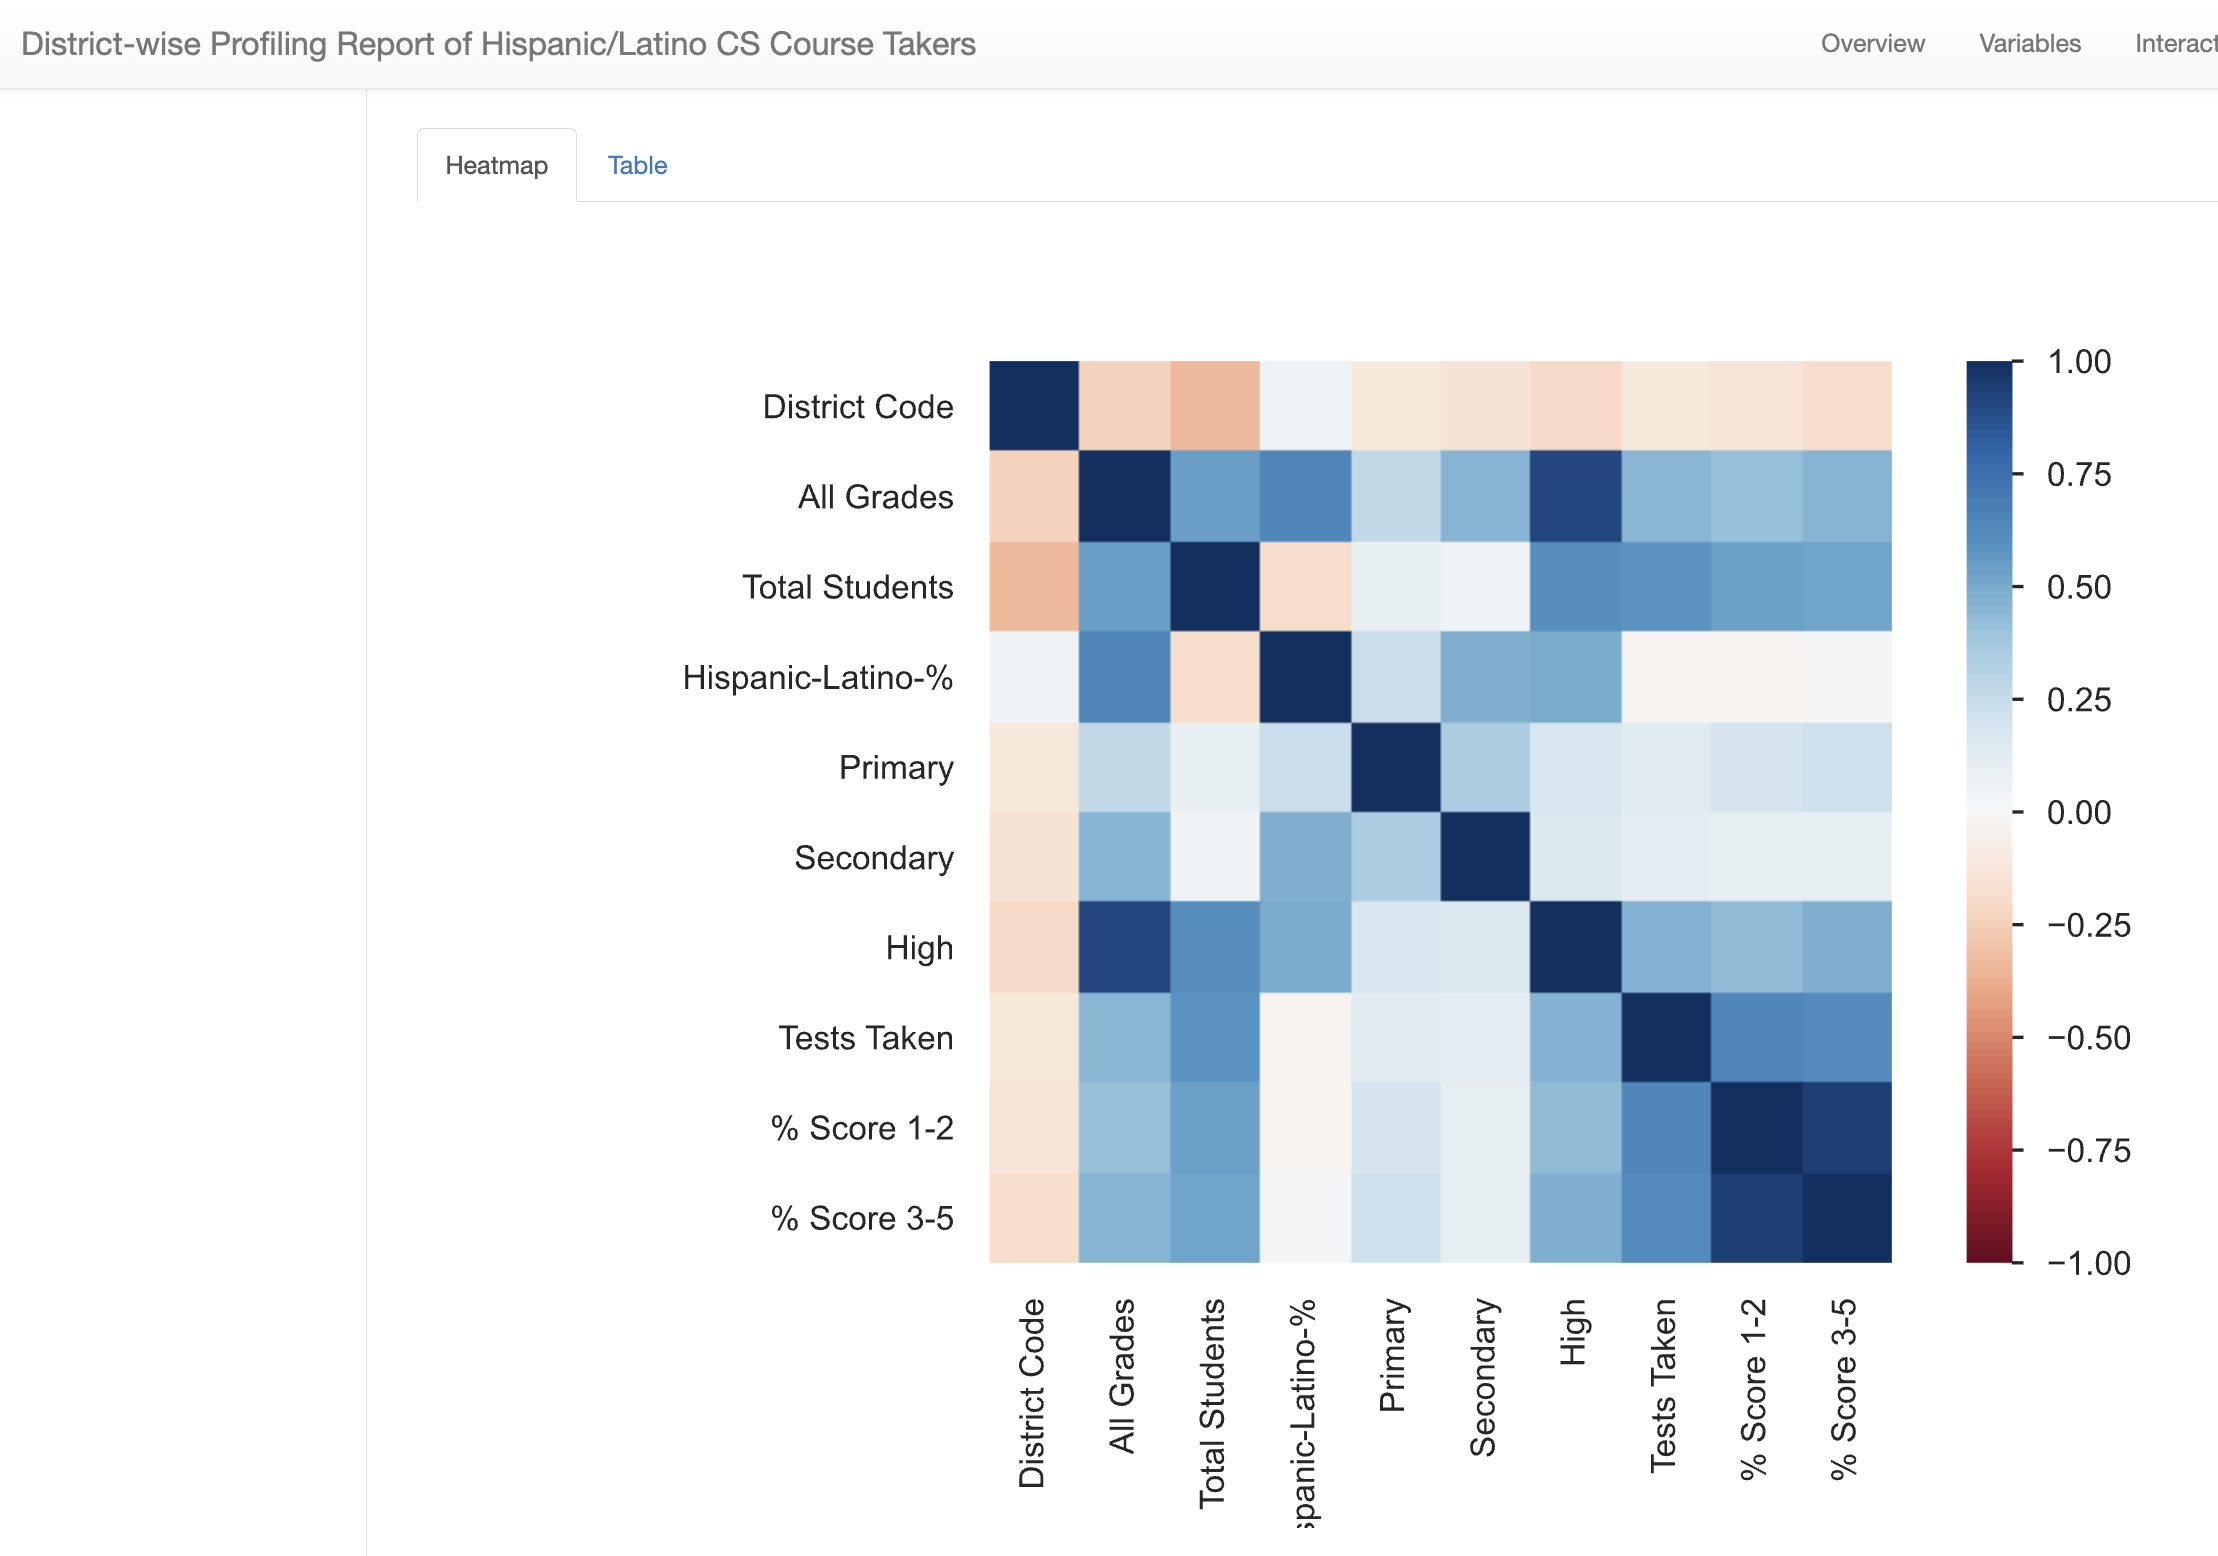 District-wise Profiling Report of Hispanic/Latino CS Course Takers
Overview
Variables
Heatmap
Table
District Code
All Grades
Total Students
Hispanic-Latino-%
Primary
Secondary
High
Tests Taken
% Score 1-2
% Score 3-5
1.00
0.75
0.50
0.25
0.00
−0.25
−0.50
−0.75
−1.00
District Code
All Grades
Total Students
spanic-Latino-%
Primary
Secondary
High
Tests Taken
% Score 1-2
% Score 3-5